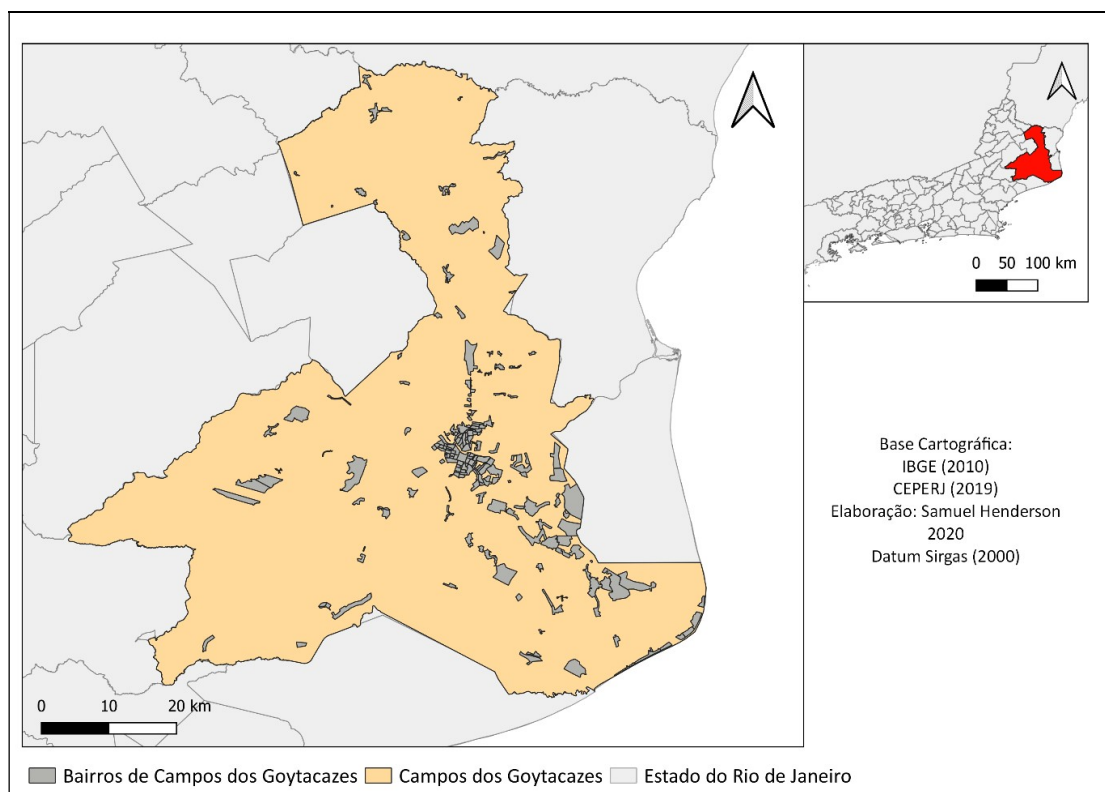 0 50 100 km
Base Cartográfica:
IBGE (2010)
CEPERJ (2019)
Elaboração: Samuel Henderson
2020
Datum Sirgas (2000)
0 10 20 km
Bairros de Campos dos Goytacazes Campos dos Goytacazes Estado do Rio de Janeiro